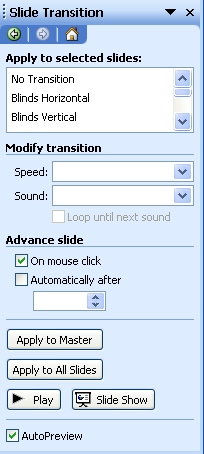 Slide Transition
Apply to selected slides:
No Transition
Blinds Horizontal
Blinds Vertical
Modify transition
Speed:
Sound:
Loop until next sound
Advance slide
On mouse click
Automatically after
Apply to Master
Apply to All Slides
Play Slide Show
AutoPreview